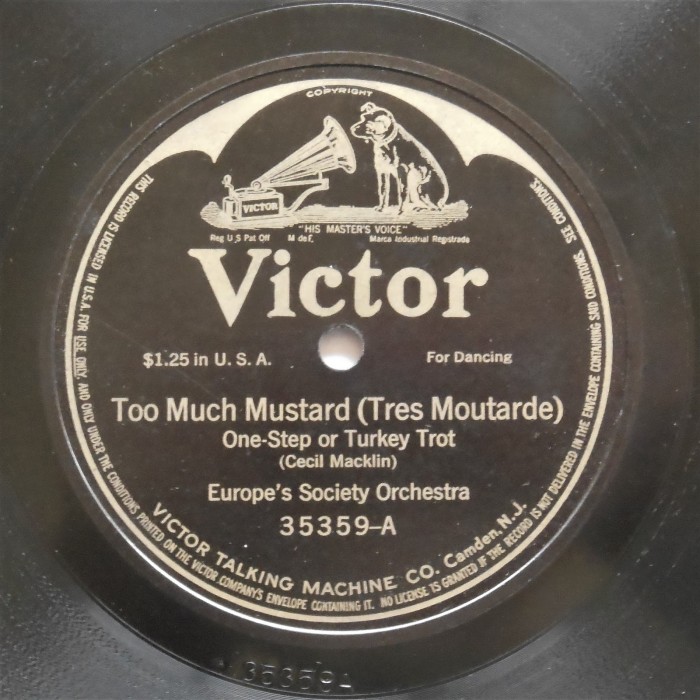 COPYRIGHT
VICTOR
"HIS MASTER'S VOICE"
Reg U S Pat Off M de F. Marca Industrial Registrada
Victor
$1.25 in U. S. A. For Dancing
Too Much Mustard (Tres Moutarde)
One-Step or Turkey Trot
(Cecil Macklin)
Europe's Society Orchestra
35359-A
VICTOR TALKING MACHINE CO. Camden, N.J.
THIS RECORD IS LICENSED IN U.S.A. FOR USE ONLY, AND ONLY UNDER THE CONDITIONS PRINTED ON THE VICTOR COMPANY'S ENVELOPE CONTAINING IT. NO LICENSE IS GRANTED IF THE RECORD IS NOT DELIVERED IN THE ENVELOPE CONTAINING SAID CONDITIONS. SEE CONDITIONS.
35359A